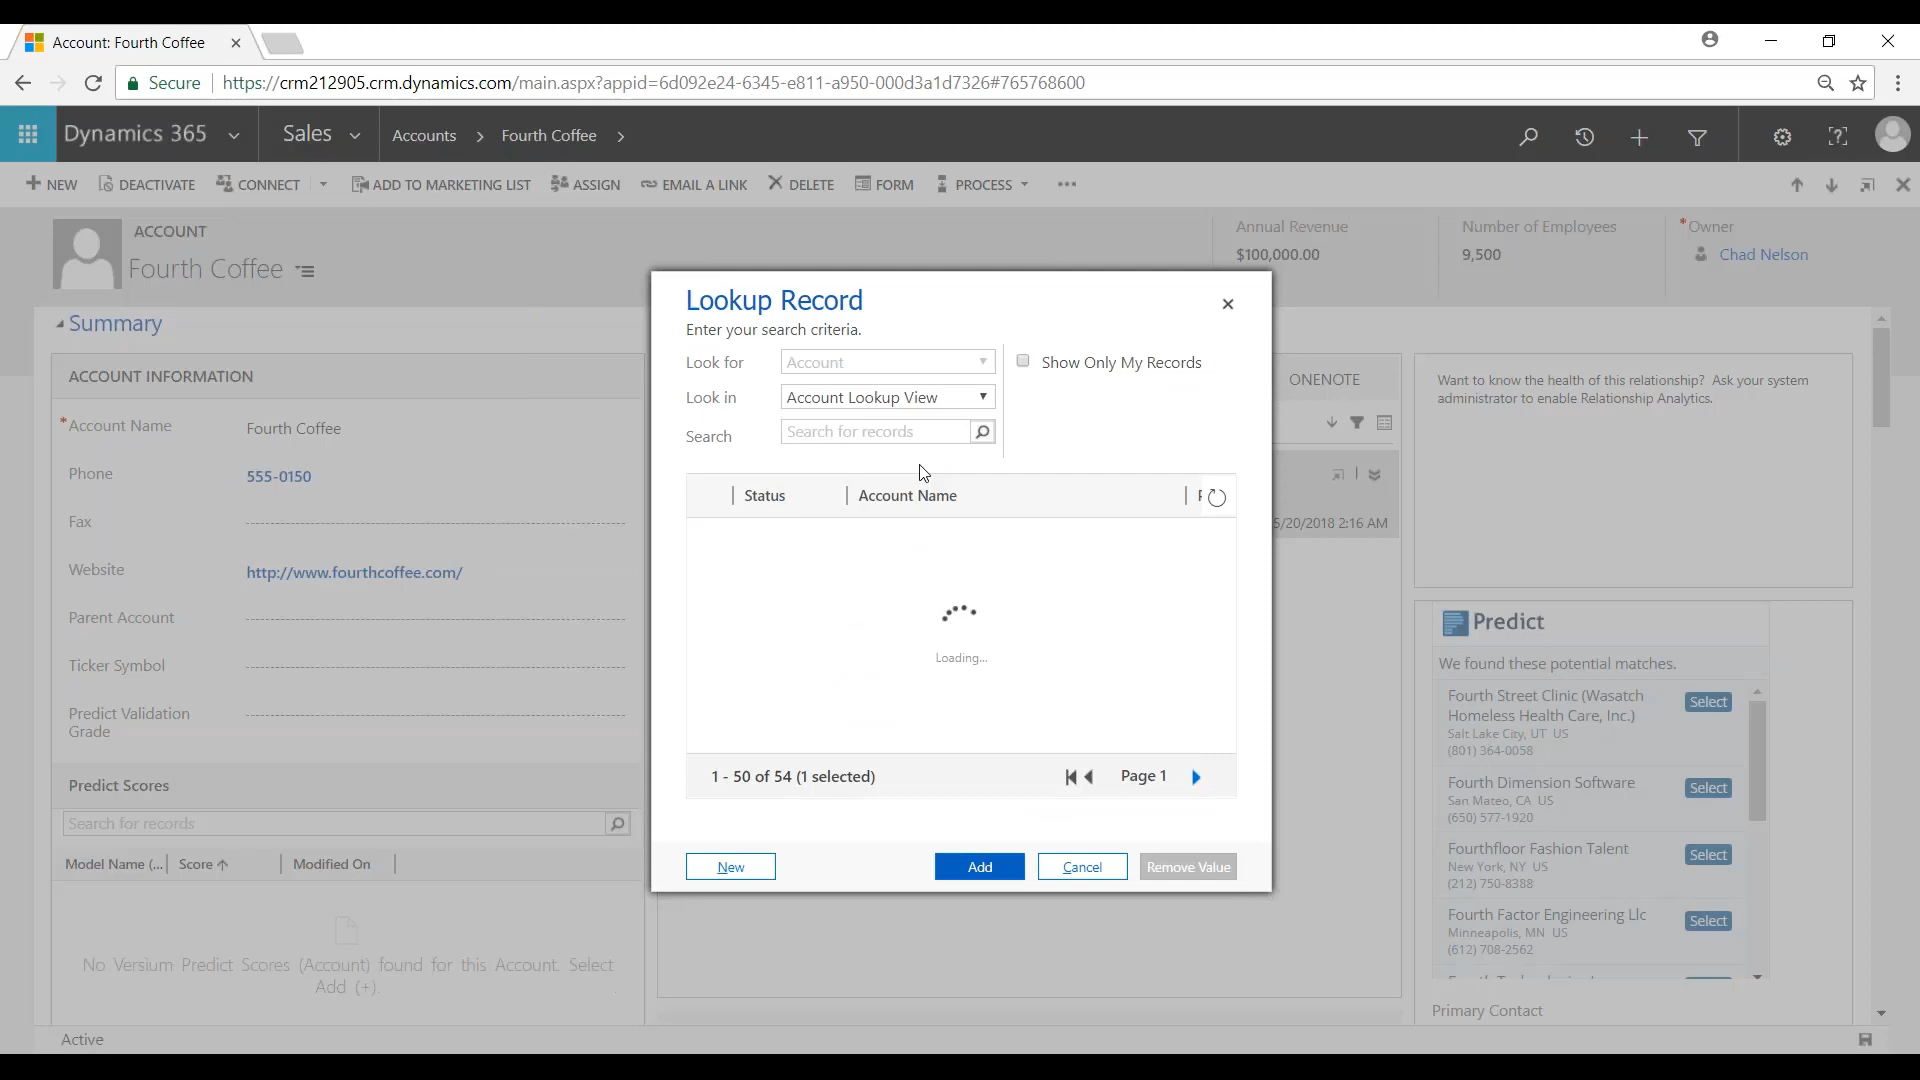 Account: Fourth Coffee
Secure
https://crm212905.crm.dynamics.com/main.aspx?appid=6d092e24-6345-e811-a950-000d3a1d7326#765768600
Dynamics 365
Sales
Accounts
Fourth Coffee
NEW
DEACTIVATE
CONNECT
ADD TO MARKETING LIST
ASSIGN
EMAIL A LINK
DELETE
FORM
PROCESS
ACCOUNT
Fourth Coffee
Annual Revenue
$100,000.00
Number of Employees
9,500
*Owner
Chad Nelson
Summary
ACCOUNT INFORMATION
*Account Name
Fourth Coffee
Phone
555-0150
Fax
Website
http://www.fourthcoffee.com/
Parent Account
Ticker Symbol
Predict Validation
Grade
Predict Scores
Search for records
Model Name (...
Score
Modified On
No Versium Predict Scores (Account) found for this Account. Select
Add (+).
Lookup Record
Enter your search criteria.
Look for
Account
Show Only My Records
Look in
Account Lookup View
Search
Search for records
Status
Account Name
Loading...
1 - 50 of 54 (1 selected)
Page 1
New
Add
Cancel
Remove Value
ONENOTE
5/20/2018 2:16 AM
Want to know the health of this relationship? Ask your system
administrator to enable Relationship Analytics.
Predict
We found these potential matches.
Fourth Street Clinic (Wasatch
Homeless Health Care, Inc.)
Salt Lake City, UT US
(801) 364-0058
Select
Fourth Dimension Software
San Mateo, CA US
(650) 577-1920
Select
Fourthfloor Fashion Talent
New York, NY US
(212) 750-8388
Select
Fourth Factor Engineering Llc
Minneapolis, MN US
(612) 708-2562
Select
Primary Contact
Active